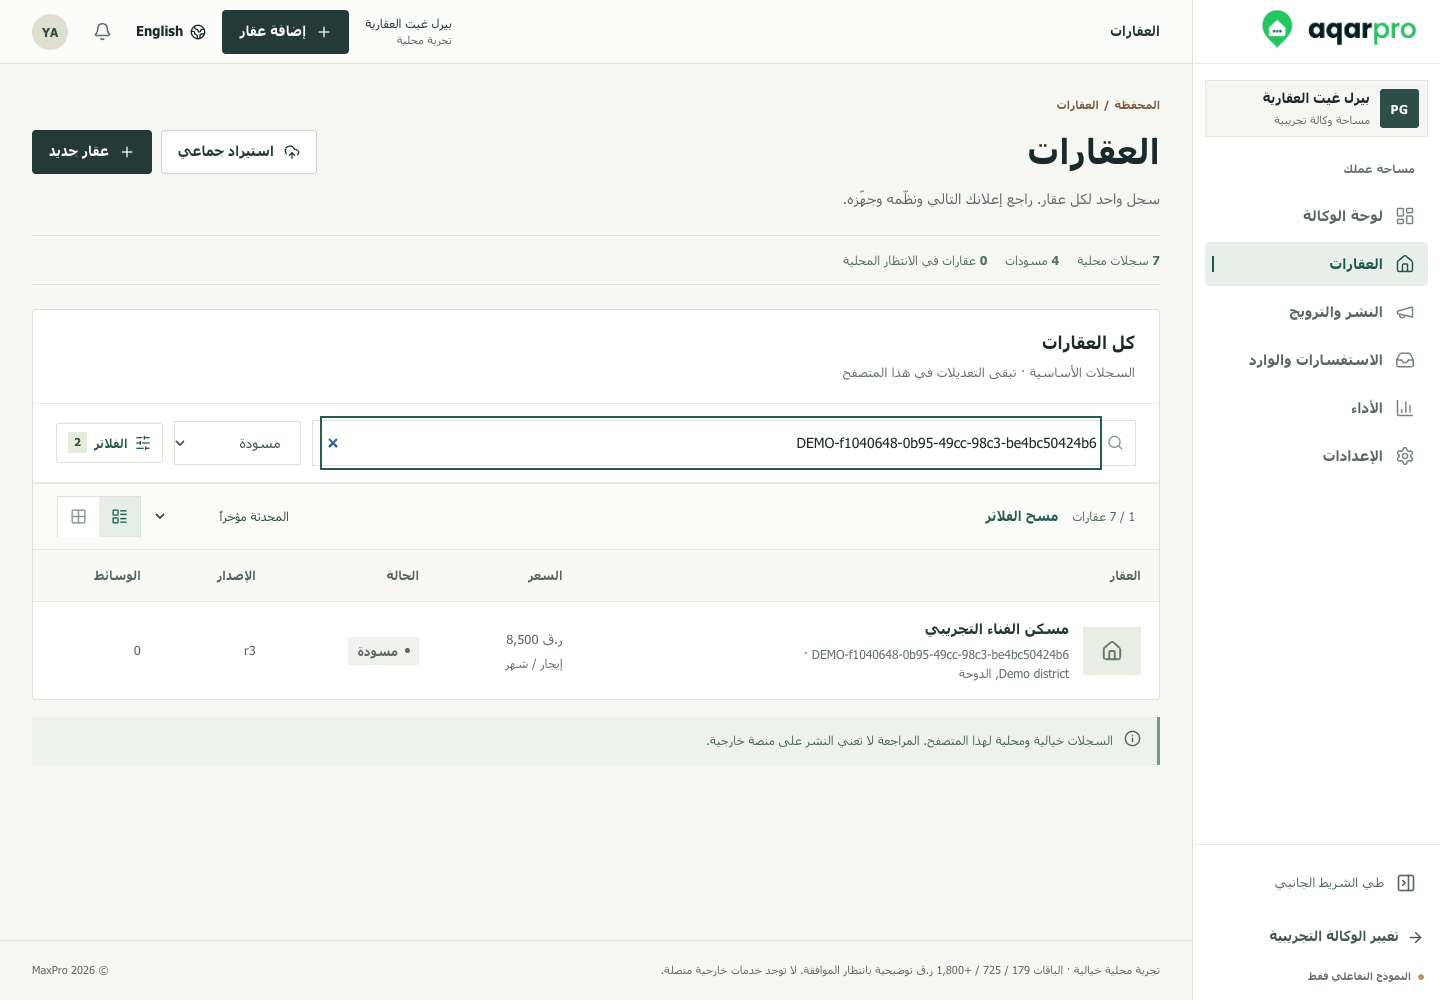 aqarpro
PG
بيرل غيت العقارية
مساحة وكالة تجريبية
مساحة عملك
لوحة الوكالة
العقارات
النشر والترويج
الاستفسارات والوارد
الأداء
الإعدادات
طي الشريط الجانبي
تغيير الوكالة التجريبية
النموذج التفاعلي فقط
العقارات
بيرل غيت العقارية
تجربة محلية
إضافة عقار
English
YA
المحفظة / العقارات
العقارات
سجل واحد لكل عقار. راجع إعلانك التالي ونظّمه وجهّزه.
استيراد جماعي
عقار جديد
7 سجلات محلية
4 مسودات
0 عقارات في الانتظار المحلية
كل العقارات
السجلات الأساسية · تبقى التعديلات في هذا المتصفح
DEMO-f1040648-0b95-49cc-98c3-be4bc50424b6
مسودة
الفلاتر 2
1 / 7 عقارات
مسح الفلاتر
المحدثة مؤخراً
العقار
السعر
الحالة
الإصدار
الوسائط
مسكن الفناء التجريبي
DEMO-f1040648-0b95-49cc-98c3-be4bc50424b6 ·
Demo district, الدوحة
ر.ق 8,500
إيجار / شهر
مسودة
r3
0
السجلات خيالية ومحلية لهذا المتصفح. المراجعة لا تعني النشر على منصة خارجية.
تجربة محلية خيالية · الباقات 179 / 725 / 1,800+ ر.ق توضيحية بانتظار الموافقة. لا توجد خدمات خارجية متصلة.
© 2026 MaxPro